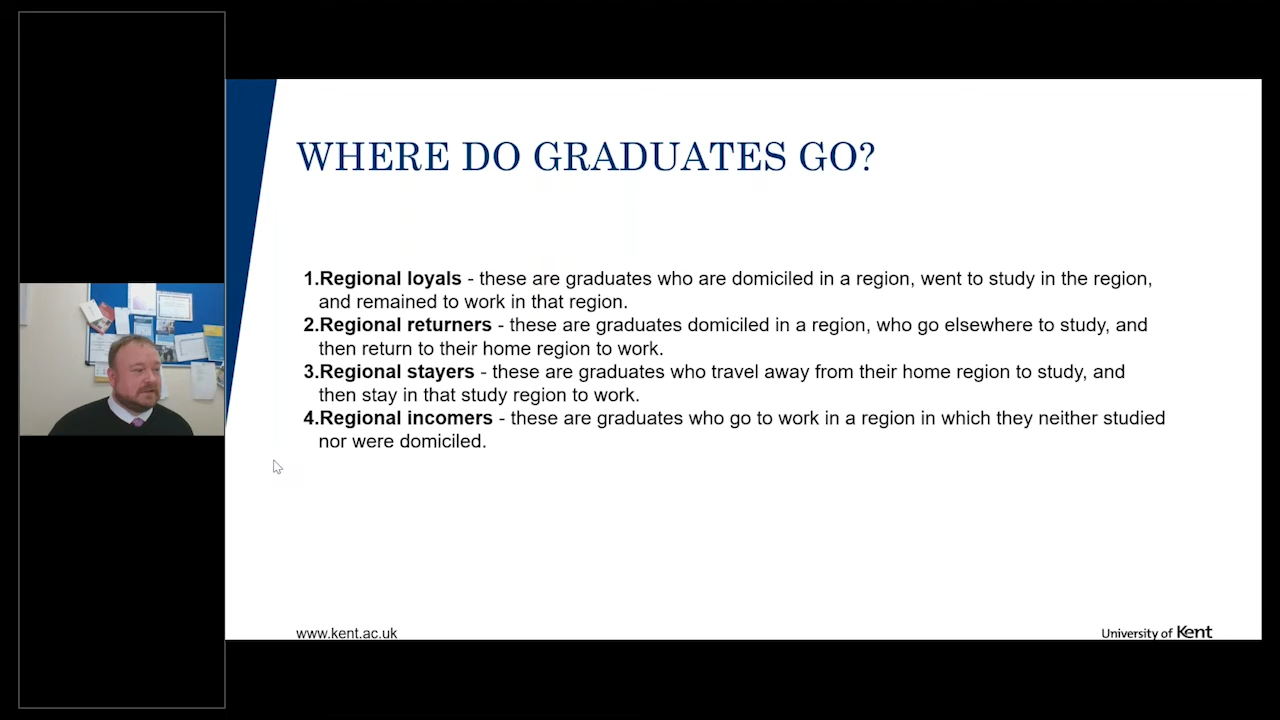 WHERE DO GRADUATES GO?
1.Regional loyals - these are graduates who are domiciled in a region, went to study in the region,
and remained to work in that region.
2.Regional returners - these are graduates domiciled in a region, who go elsewhere to study, and
then return to their home region to work.
3.Regional stayers - these are graduates who travel away from their home region to study, and
then stay in that study region to work.
4.Regional incomers - these are graduates who go to work in a region in which they neither studied
nor were domiciled.
www.kent.ac.uk
University of Kent